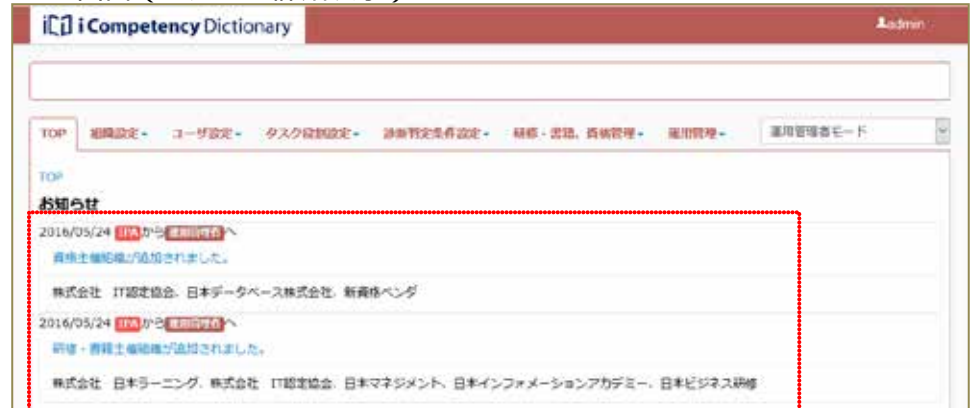 iCD i Competency Dictionary
admin
TOP 組織設定 ユーザ設定 タスク役割設定 診断判定条件設定 研修・書籍、資格管理 運用管理 運用管理者モード
TOP
お知らせ
2016/05/24 IPAから運用管理者へ
資格主催組織が追加されました。
株式会社 IT認定協会、日本データベース株式会社、新資格ベンダ
2016/05/24 IPAから運用管理者へ
研修・書籍主催組織が追加されました。
株式会社 日本ラーニング、株式会社 IT認定協会、日本マネジメント、日本インフォメーションアカデミー、日本ビジネス研修